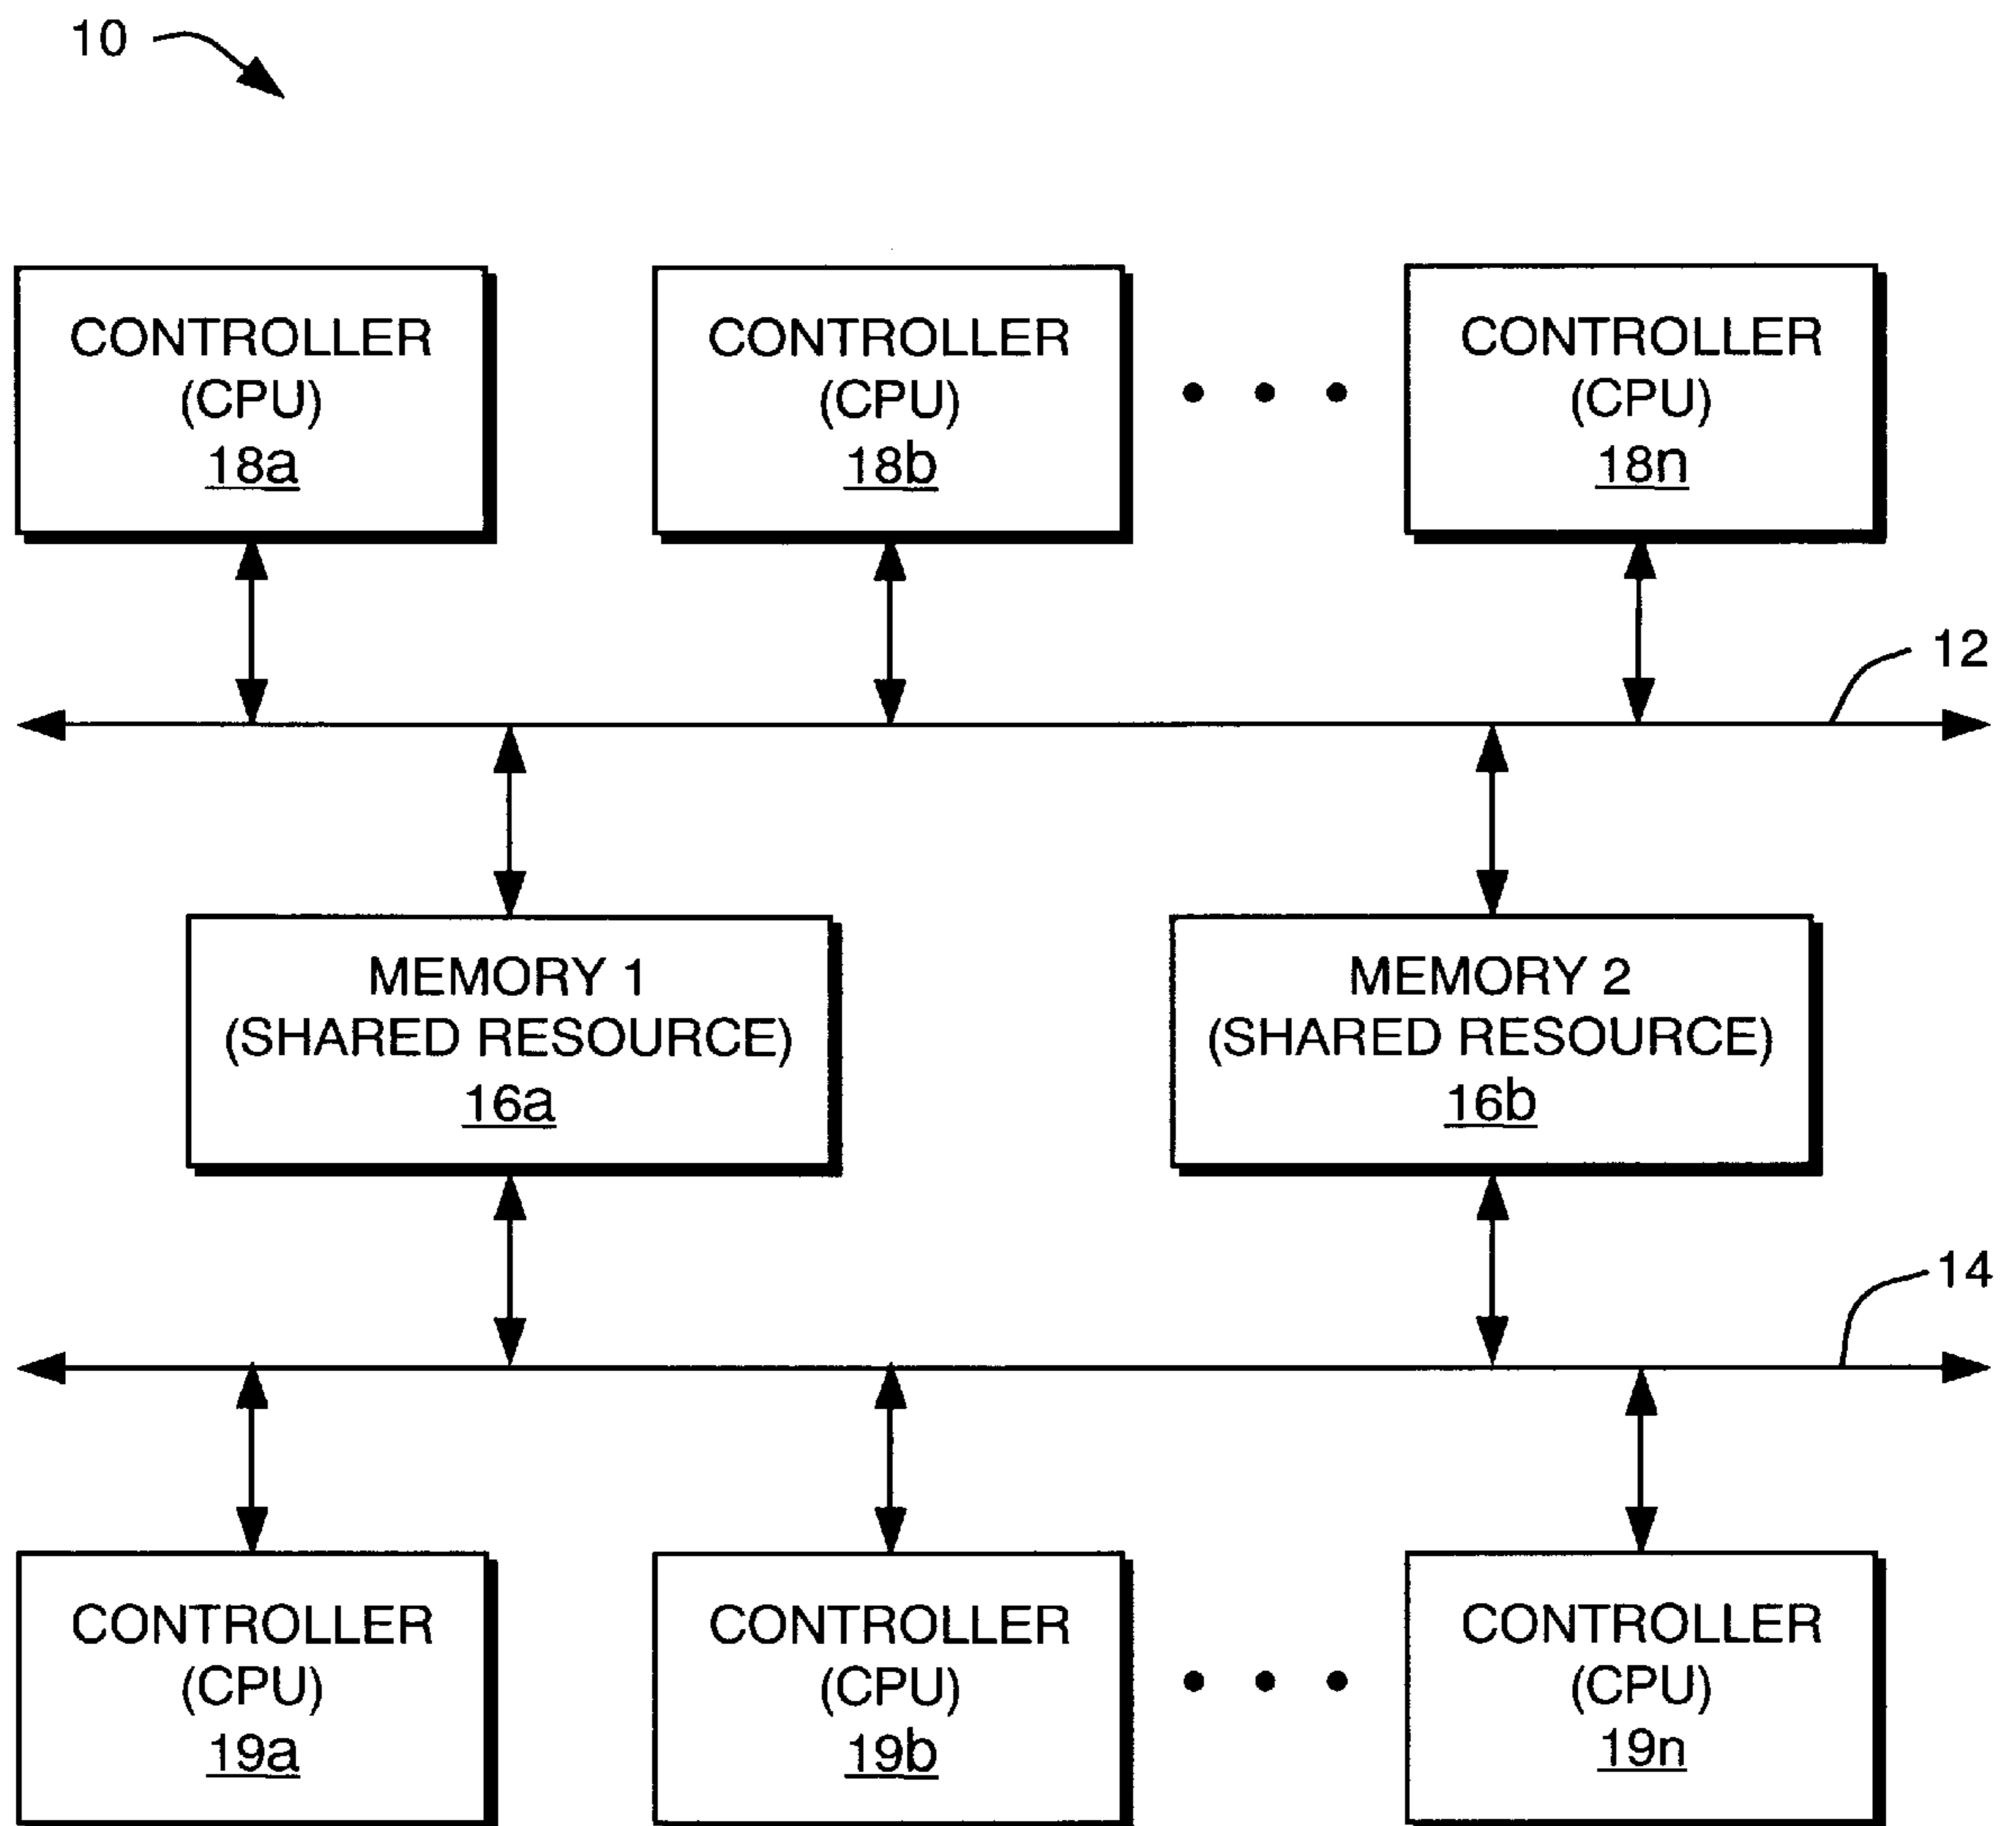 10
CONTROLLER
(CPU)
18a
CONTROLLER
(CPU)
18b
CONTROLLER
(CPU)
18n
12
MEMORY 1
(SHARED RESOURCE)
16a
MEMORY 2
(SHARED RESOURCE)
16b
14
CONTROLLER
(CPU)
19a
CONTROLLER
(CPU)
19b
CONTROLLER
(CPU)
19n